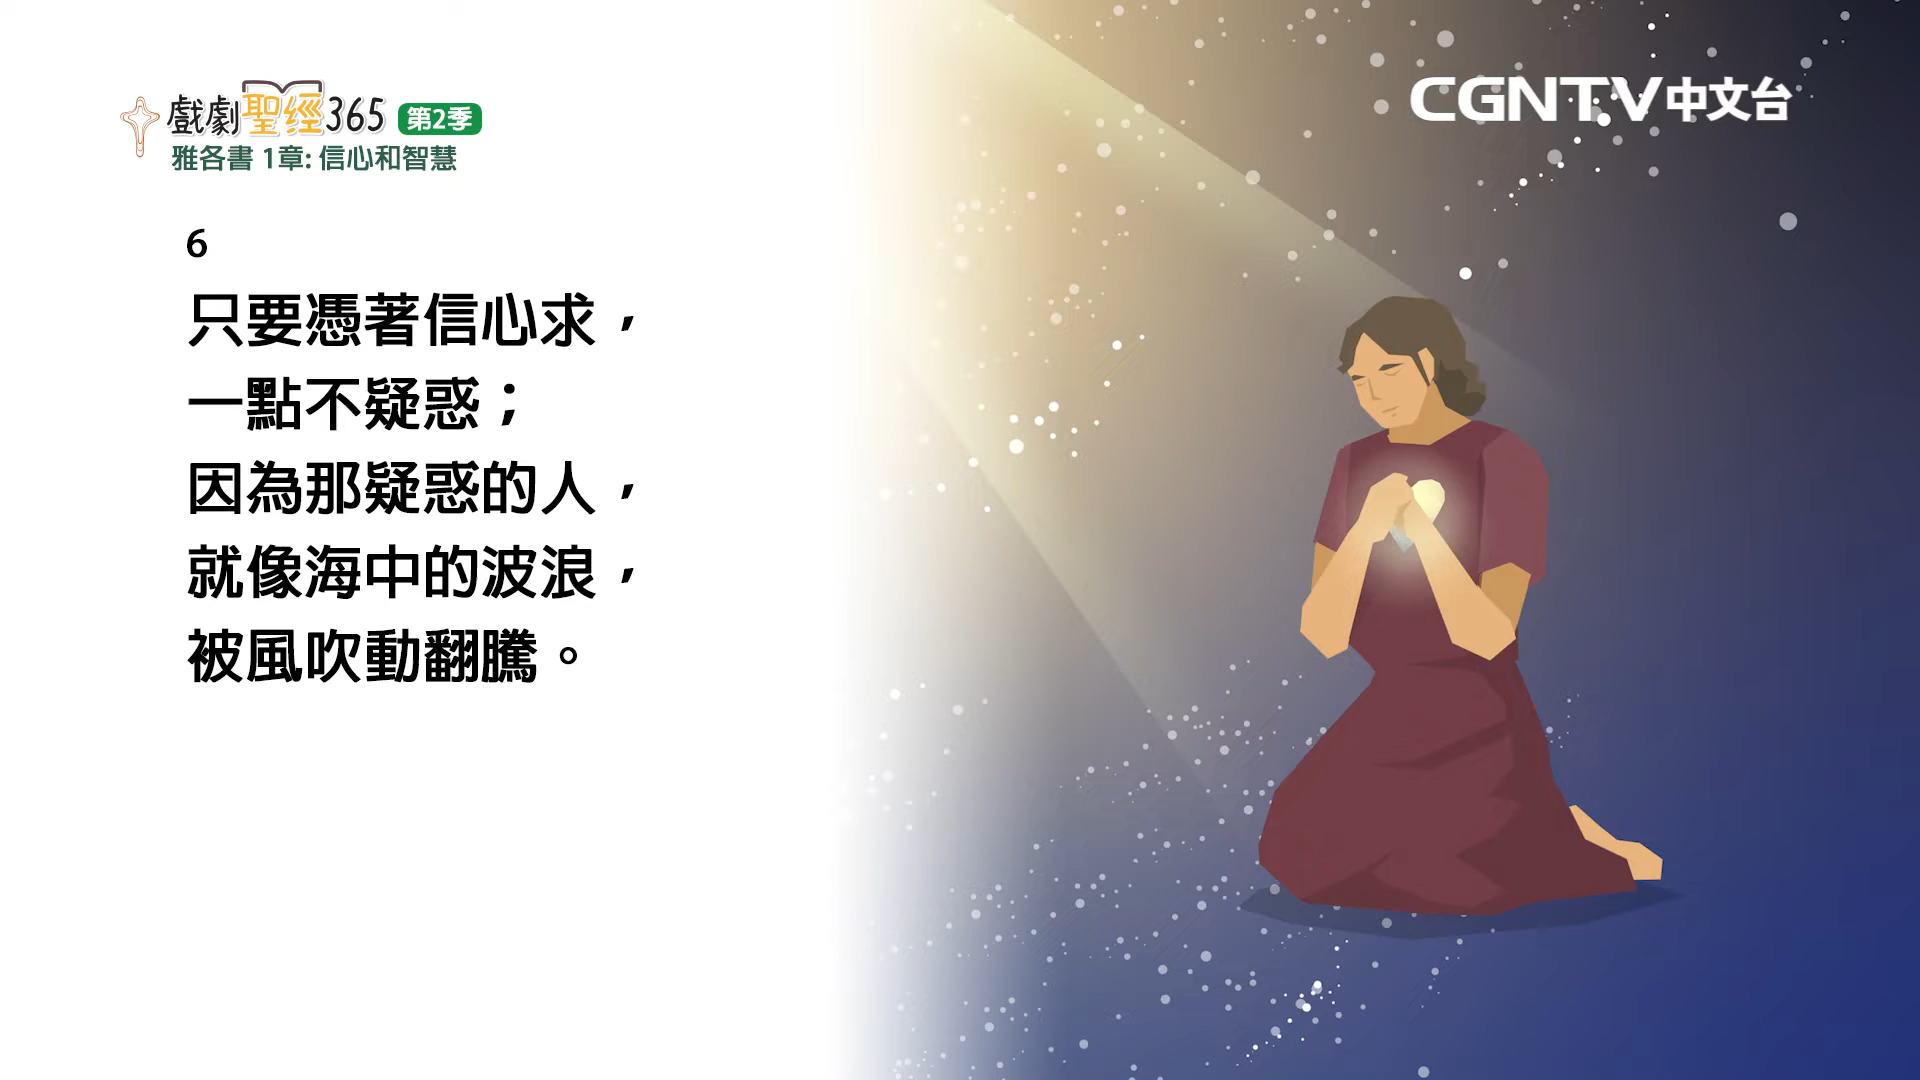 戲劇聖經365 第2季
雅各書 1章: 信心和智慧
CGNTV中文台
6
只要憑著信心求，
一點不疑惑；
因為那疑惑的人，
就像海中的波浪，
被風吹動翻騰。